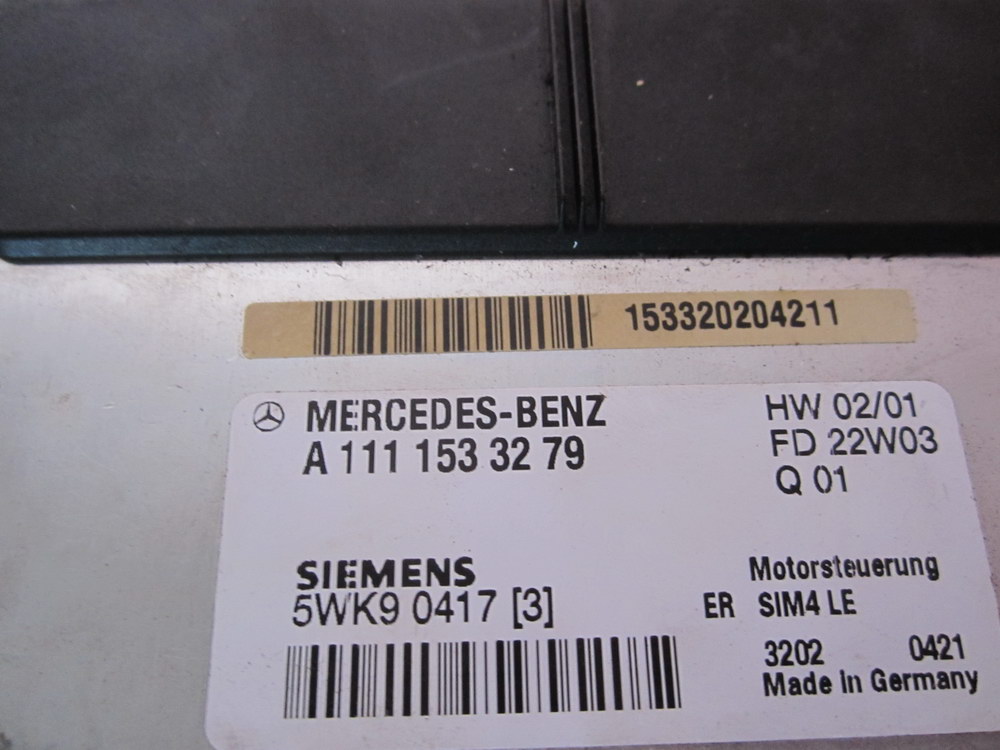 153320204211
MERCEDES-BENZ
A 111 153 32 79
HW 02/01
FD 22W03
Q 01
SIEMENS
5WK9 0417 [3]
Motorsteuerung
ER SIM4 LE
3202 0421
Made in Germany